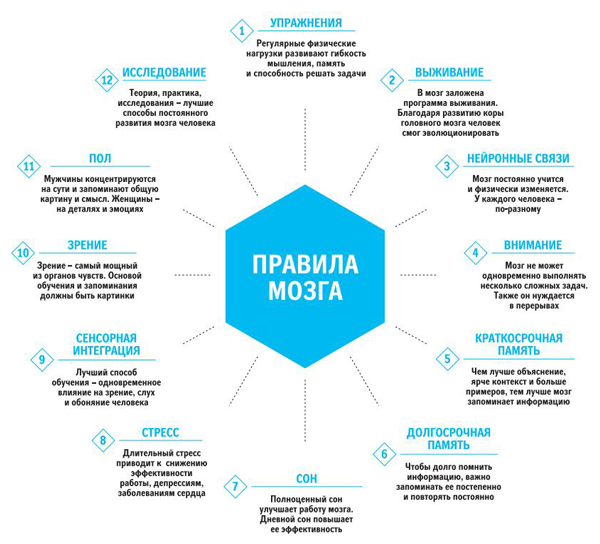 ПРАВИЛА
МОЗГА
1
УПРАЖНЕНИЯ
Регулярные физические
нагрузки развивают гибкость
мышления, память
и способность решать задачи
2
ВЫЖИВАНИЕ
В мозг заложена
программа выживания.
Благодаря развитию коры
головного мозга человек
смог эволюционировать
3
НЕЙРОННЫЕ СВЯЗИ
Мозг постоянно учится
и физически изменяется.
У каждого человека –
по-разному
4
ВНИМАНИЕ
Мозг не может
одновременно выполнять
несколько сложных задач.
Также он нуждается
в перерывах
5
КРАТКОСРОЧНАЯ
ПАМЯТЬ
Чем лучше объяснение,
ярче контекст и больше
примеров, тем лучше мозг
запоминает информацию
6
ДОЛГОСРОЧНАЯ
ПАМЯТЬ
Чтобы долго помнить
информацию, важно
запоминать ее постепенно
и повторять постоянно
7
СОН
Полноценный сон
улучшает работу мозга.
Дневной сон повышает
ее эффективность
8
СТРЕСС
Длительный стресс
приводит к снижению
эффективности
работы, депрессиям,
заболеваниям сердца
9
СЕНСОРНАЯ
ИНТЕГРАЦИЯ
Лучший способ
обучения – одновременное
влияние на зрение, слух
и обоняние человека
10
ЗРЕНИЕ
Зрение – самый мощный
из органов чувств. Основой
обучения и запоминания
должны быть картинки
11
ПОЛ
Мужчины концентрируются
на сути и запоминают общую
картину и смысл. Женщины –
на деталях и эмоциях
12
ИССЛЕДОВАНИЕ
Теория, практика,
исследования – лучшие
способы постоянного
развития мозга человека